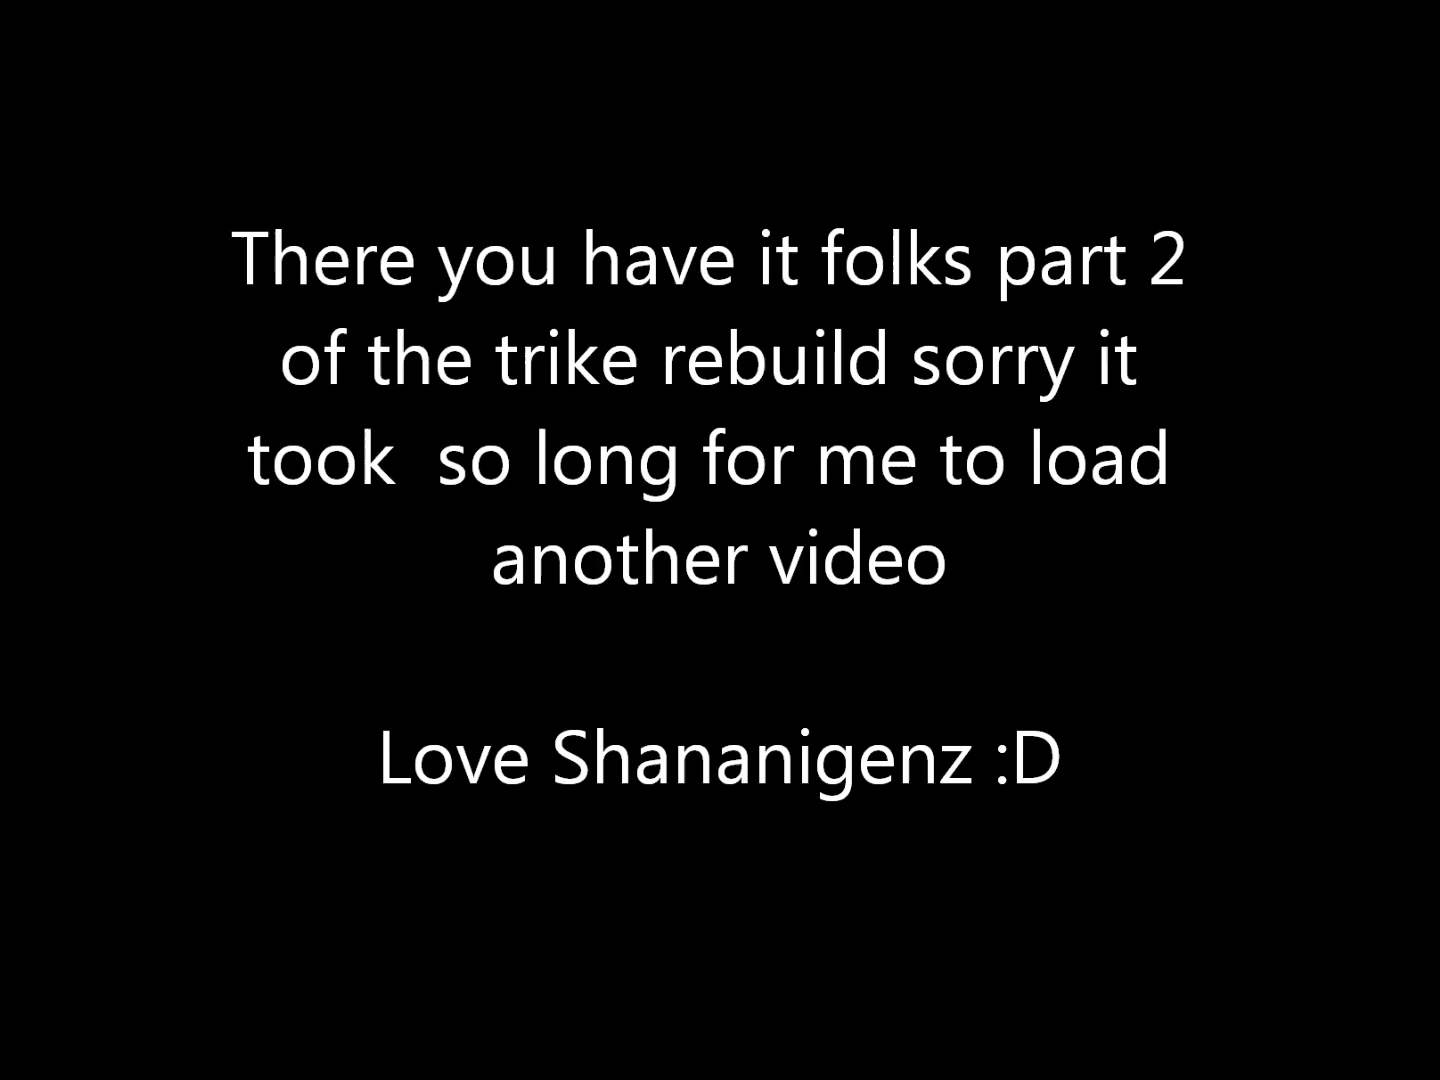 There you have it folks part 2
of the trike rebuild sorry it
took  so long for me to load
another video
Love Shananigenz :D